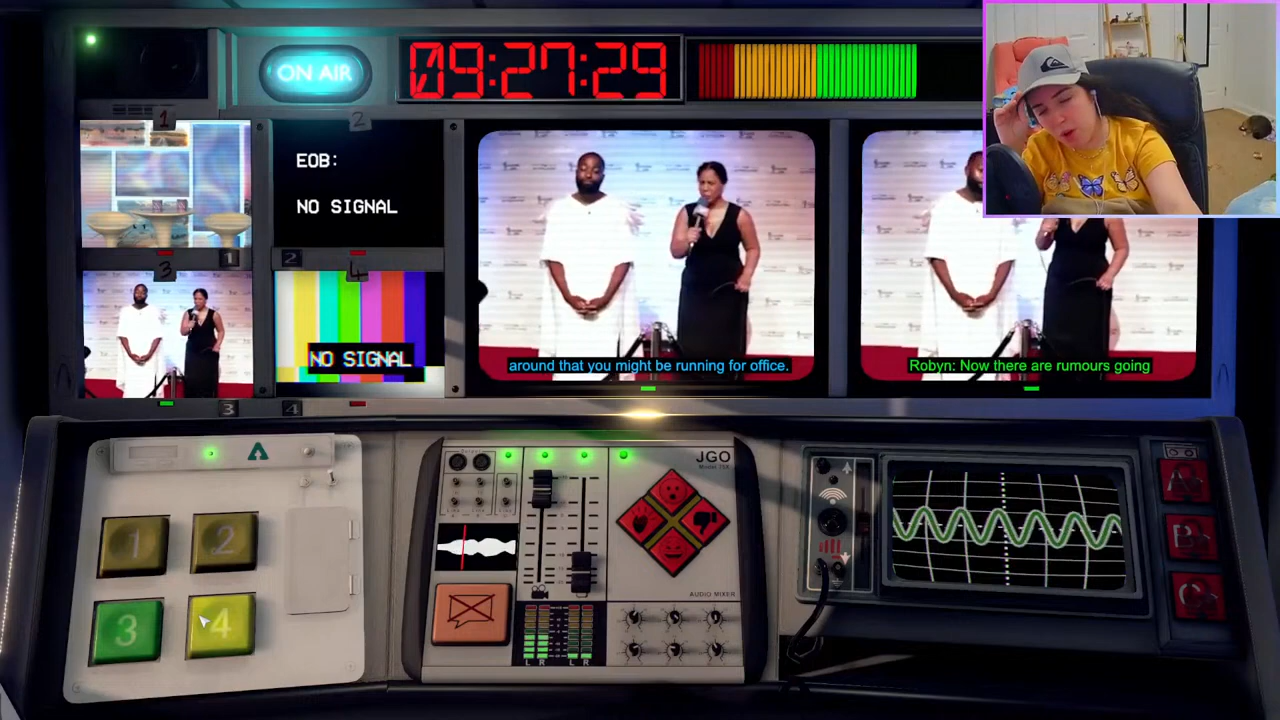 ON AIR
09:27:29
1
2
EOB:
NO SIGNAL
1
2
3
4
NO SIGNAL
3
4
around that you might be running for office.
Robyn: Now there are rumours going
JGO
AUDIO MIXER
1
2
3
4
L R
L R
A
B
C